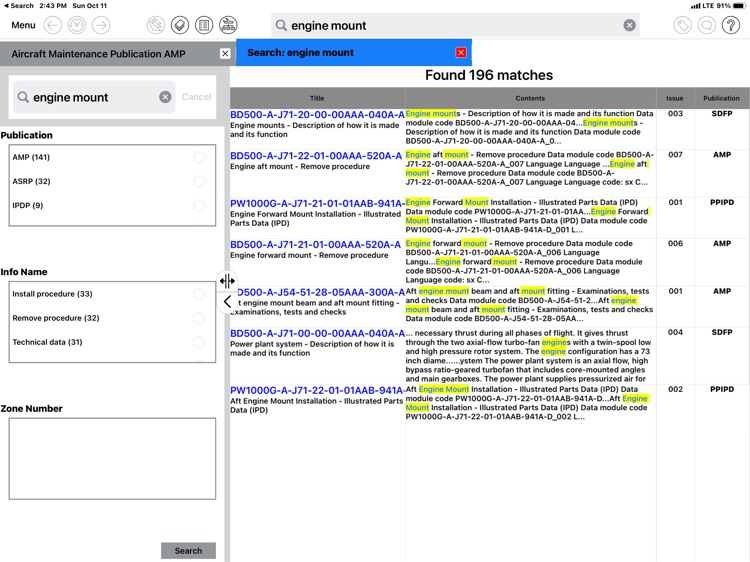 Search 2:43 PM Sun Oct 11
LTE 91%
Menu
engine mount
Aircraft Maintenance Publication AMP
Search: engine mount
engine mount
Cancel
Publication
AMP (141)
ASRP (32)
IPDP (9)
Info Name
Install procedure (33)
Remove procedure (32)
Technical data (31)
Zone Number
Search
Found 196 matches
Title Contents Issue Publication
BD500-A-J71-20-00-00AAA-040A-A
Engine mounts - Description of how it is made
and its function
Engine mounts - Description of how it is made and its function Data
module code BD500-A-J71-20-00-00AAA-04...Engine mounts -
Description of how it is made and its function Data module code
BD500-A-J71-20-00-00AAA-040A-A_0...
003 SDFP
BD500-A-J71-22-01-00AAA-520A-A
Engine aft mount - Remove procedure
Engine aft mount - Remove procedure Data module code BD500-A-
J71-22-01-00AAA-520A-A_007 Language Language ...Engine aft
mount - Remove procedure Data module code BD500-A-
J71-22-01-00AAA-520A-A_007 Language Language code: sx C...
007 AMP
PW1000G-A-J71-21-01-01AAB-941A-
Engine Forward Mount Installation - Illustrated
Parts Data (IPD)
Engine Forward Mount Installation - Illustrated Parts Data (IPD)
Data module code PW1000G-A-J71-21-01-01AA...Engine Forward
Mount Installation - Illustrated Parts Data (IPD) Data module code
PW1000G-A-J71-21-01-01AAB-941A-D_001 L...
001 PPIPD
BD500-A-J71-21-01-00AAA-520A-A
Engine forward mount - Remove procedure
Engine forward mount - Remove procedure Data module code
BD500-A-J71-21-01-00AAA-520A-A_006 Language
Langu...Engine forward mount - Remove procedure Data module
code BD500-A-J71-21-01-00AAA-520A-A_006 Language
Language code: sx C...
006 AMP
D500-A-J54-51-28-05AAA-300A-A
ft engine mount beam and aft mount fitting -
Examinations, tests and checks
Aft engine mount beam and aft mount fitting - Examinations, tests
and checks Data module code BD500-A-J54-51-2...Aft engine
mount beam and aft mount fitting - Examinations, tests and checks
Data module code BD500-A-J54-51-28-05AA...
001 AMP
BD500-A-J71-00-00-00AAA-040A-A
Power plant system - Description of how it is
made and its function
... necessary thrust during all phases of flight. It gives thrust
through the two axial-flow turbo-fan engines with a twin-spool low
and high pressure rotor system. The engine configuration has a 73
inch diame......ystem The power plant system is an axial flow, high
bypass ratio-geared turbofan that includes core-mounted angles
and main gearboxes. The power plant supplies pressurized air for
004 SDFP
PW1000G-A-J71-22-01-01AAB-941A-
Aft Engine Mount Installation - Illustrated Parts
Data (IPD)
Aft Engine Mount Installation - Illustrated Parts Data (IPD) Data
module code PW1000G-A-J71-22-01-01AAB-941A-D...Aft Engine
Mount Installation - Illustrated Parts Data (IPD) Data module code
PW1000G-A-J71-22-01-01AAB-941A-D_002 L...
002 PPIPD